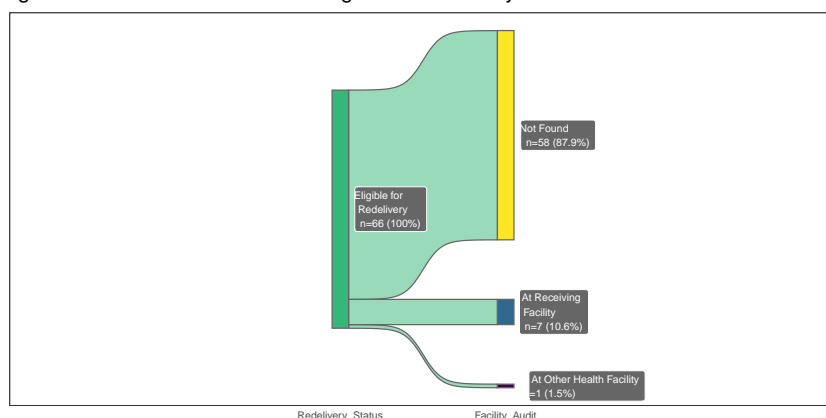 Not Found
n=58 (87.9%)
Eligible for
Redelivery
n=66 (100%)
At Receiving
Facility
n=7 (10.6%)
At Other Health Facility
=1 (1.5%)
Redelivery_Status
Facility_Audit